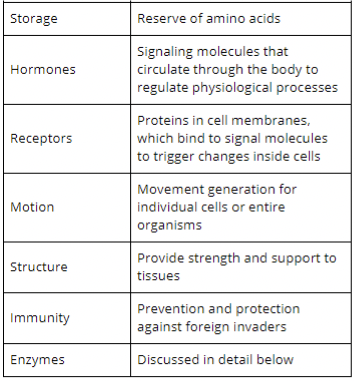 Storage
Reserve of amino acids
Hormones
Signaling molecules that
circulate through the body to
regulate physiological processes
Receptors
Proteins in cell membranes,
which bind to signal molecules
to trigger changes inside cells
Motion
Movement generation for
individual cells or entire
organisms
Structure
Provide strength and support to
tissues
Immunity
Prevention and protection
against foreign invaders
Enzymes
Discussed in detail below